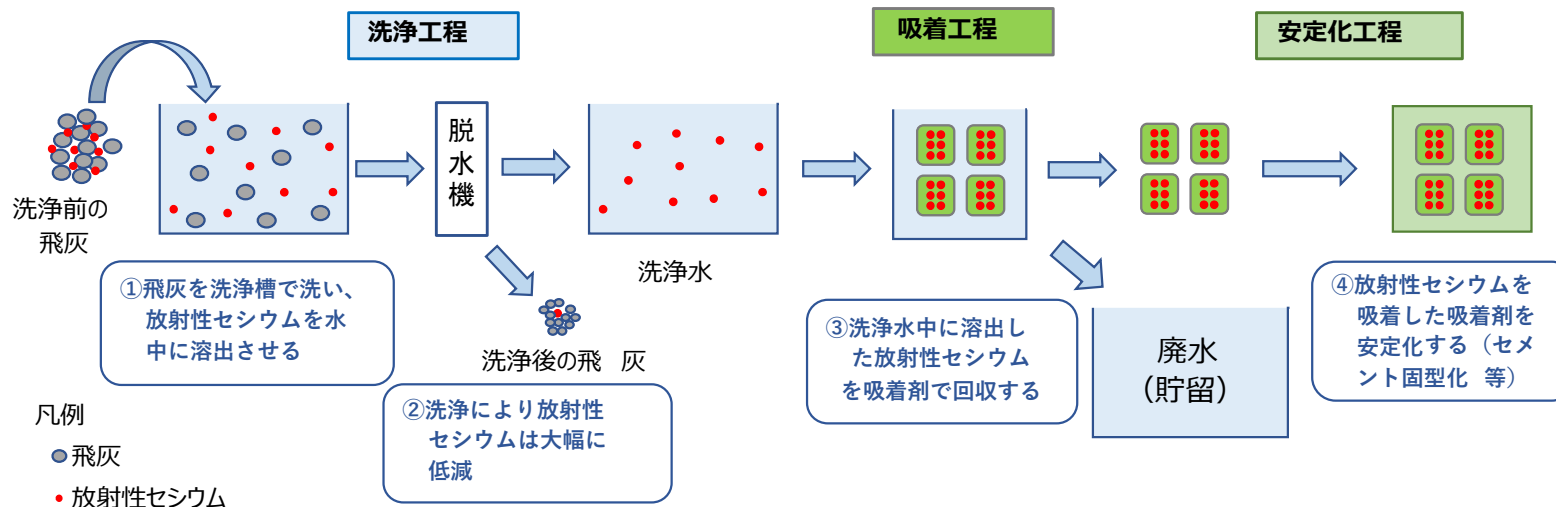 洗浄工程
吸着工程
安定化工程
洗浄前の
飛灰
脱
水
機
洗浄水
①飛灰を洗浄槽で洗い、
放射性セシウムを水
中に溶出させる
洗浄後の飛 灰
②洗浄により放射性
セシウムは大幅に
低減
③洗浄水中に溶出し
た放射性セシウム
を吸着剤で回収する
廃水
(貯留)
④放射性セシウムを
吸着した吸着剤を
安定化する（セメ
ント固型化 等）
凡例
飛灰
放射性セシウム